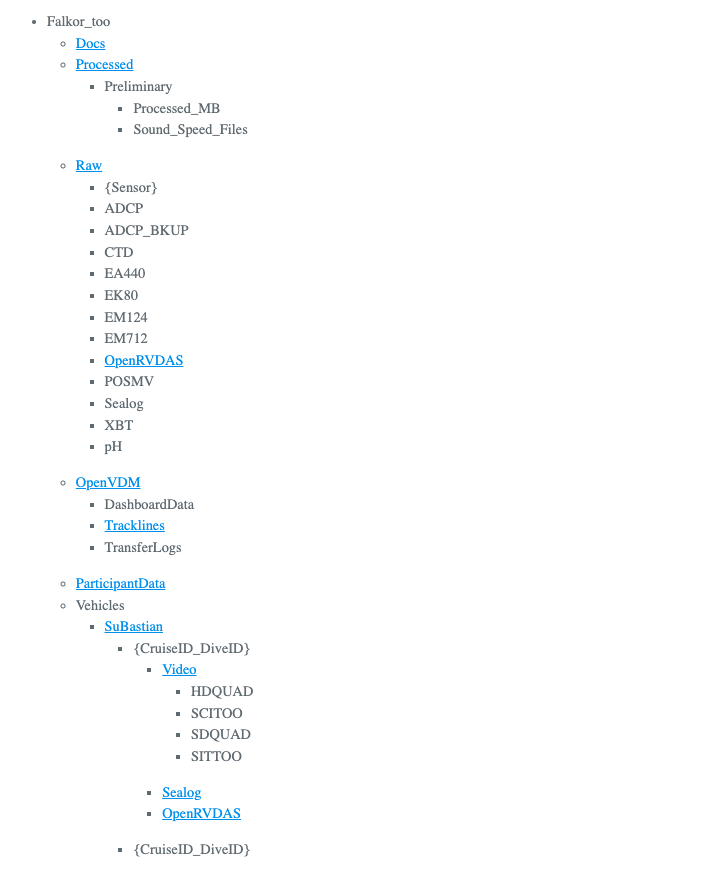 Falkor_too
Docs
Processed
Preliminary
Processed_MB
Sound_Speed_Files
Raw
{Sensor}
ADCP
ADCP_BKUP
CTD
EA440
EK80
EM124
EM712
OpenRVDAS
POSMV
Sealog
XBT
pH
OpenVDM
DashboardData
Tracklines
TransferLogs
ParticipantData
Vehicles
SuBastian
{CruiseID_DiveID}
Video
HDQUAD
SCITOO
SDQUAD
SITTOO
Sealog
OpenRVDAS
{CruiseID_DiveID}